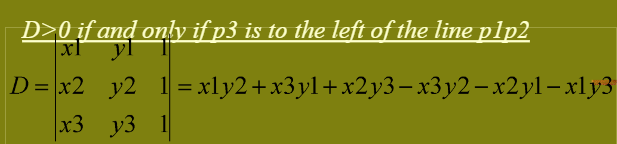 D>0 if and only if p3 is to the left of the line p1p2
x1 y1 1
D = x2 y2 1 = x1y2 + x3y1 + x2y3 − x3y2 − x2y1 − x1y3
x3 y3 1